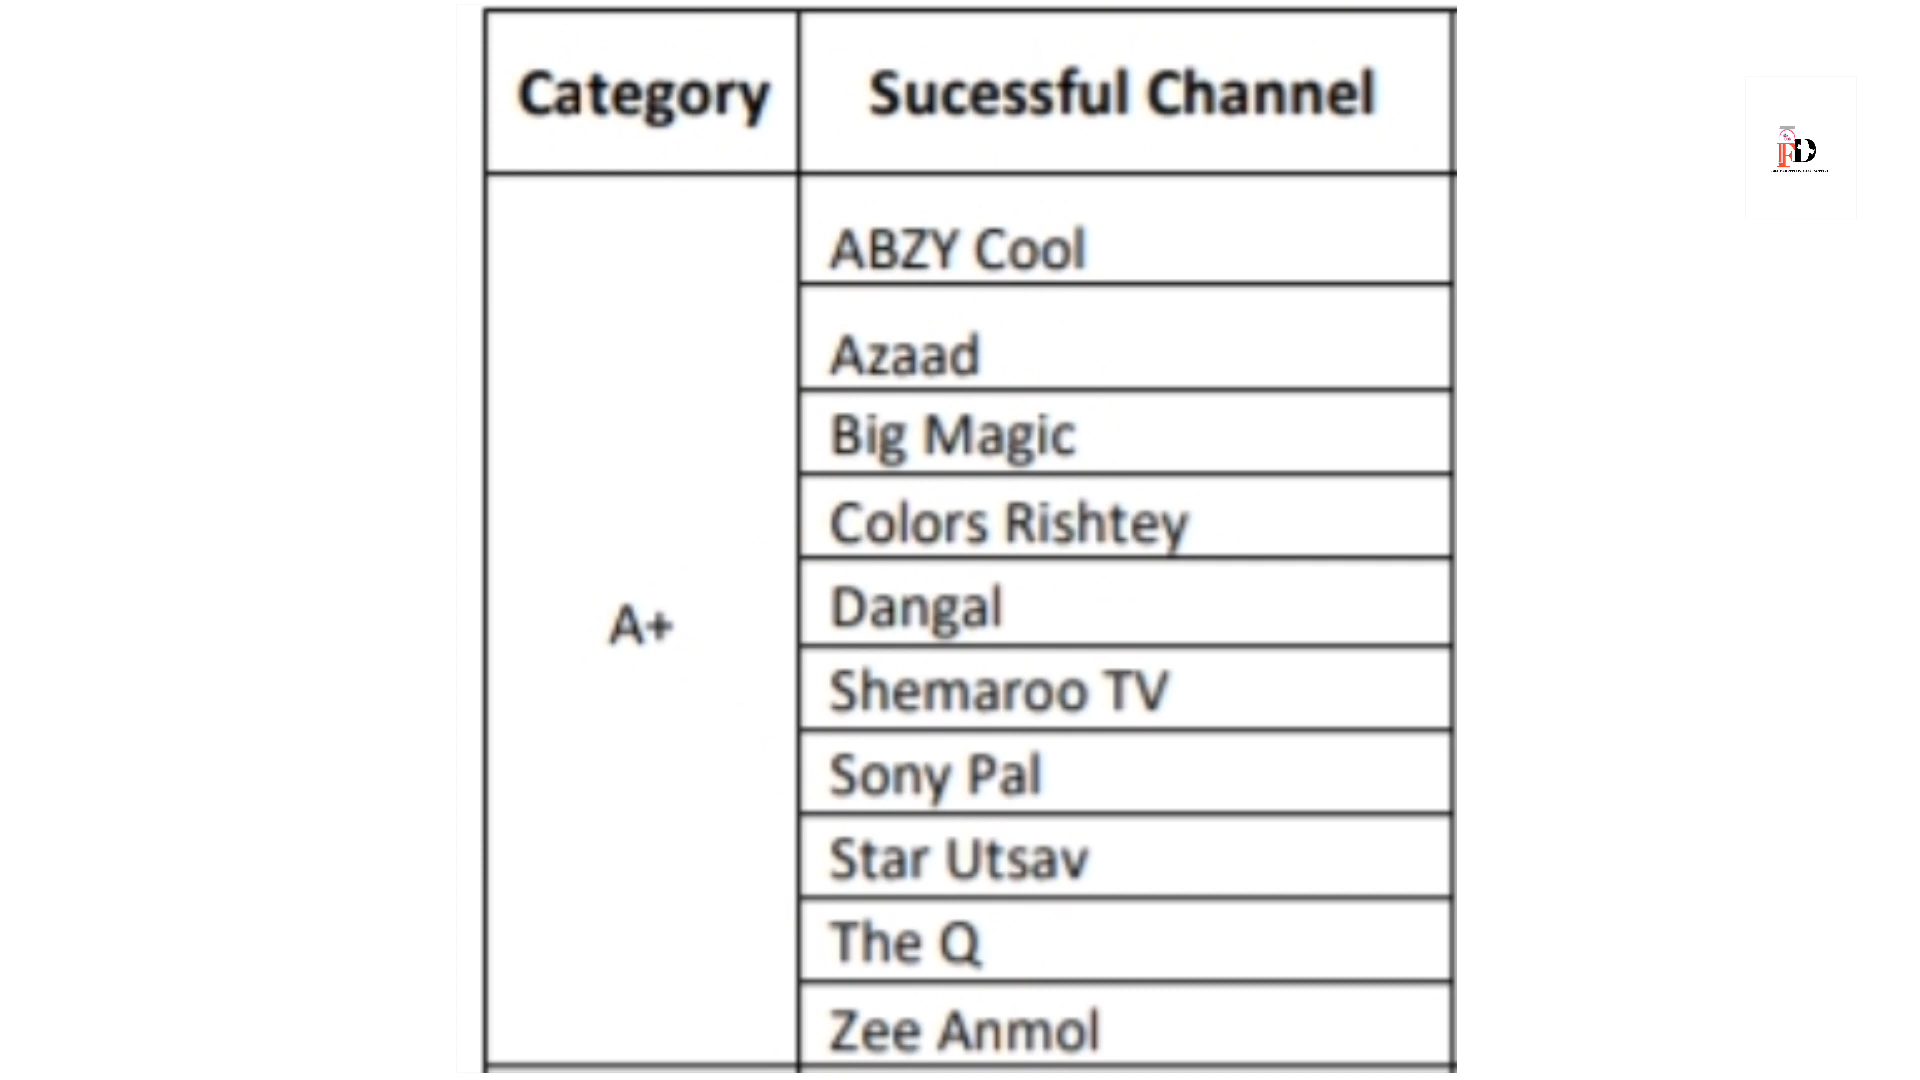 Category Sucessful Channel
ABZY Cool
Azaad
Big Magic
Colors Rishtey
Dangal
A+
Shemaroo TV
Sony Pal
Star Utsav
The Q
Zee Anmol
FD